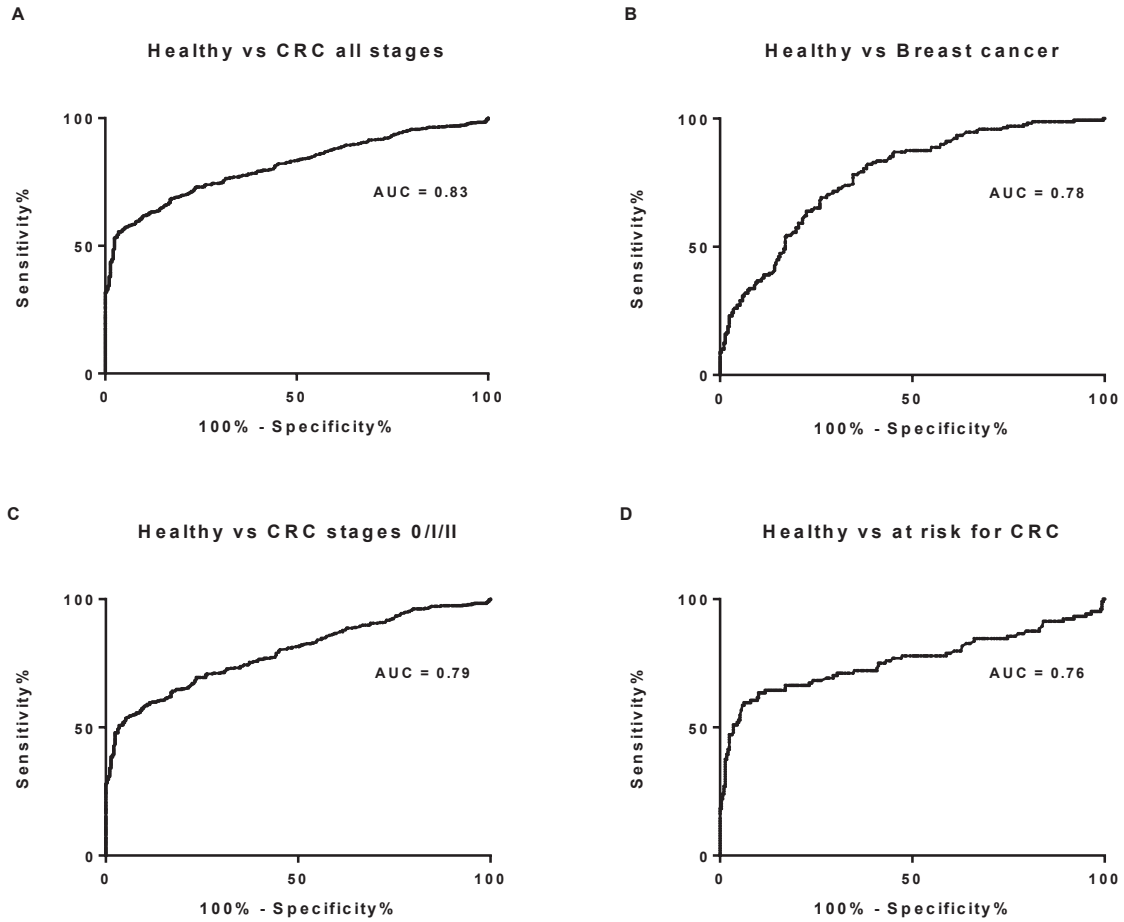 A
Healthy vs CRC all stages
100
50
0
0 50 100
Sensitivity%
100% - Specificity%
AUC = 0.83
B
Healthy vs Breast cancer
100
50
0
0 50 100
Sensitivity%
100% - Specificity%
AUC = 0.78
C
Healthy vs CRC stages 0/I/II
100
50
0
0 50 100
Sensitivity%
100% - Specificity%
AUC = 0.79
D
Healthy vs at risk for CRC
100
50
0
0 50 100
Sensitivity%
100% - Specificity%
AUC = 0.76